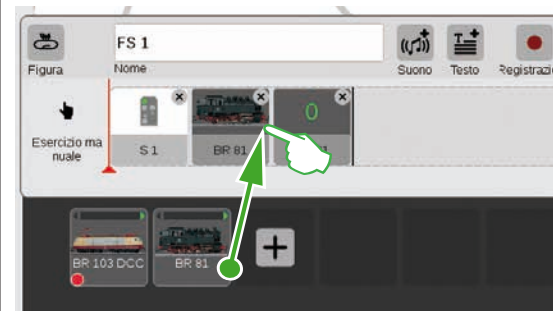 FS 1
Figura
Nome
Suono
Testo
Registrazi
0
Esercizio ma
nuale
S 1
BR 81
BR 103 DCC
BR 81